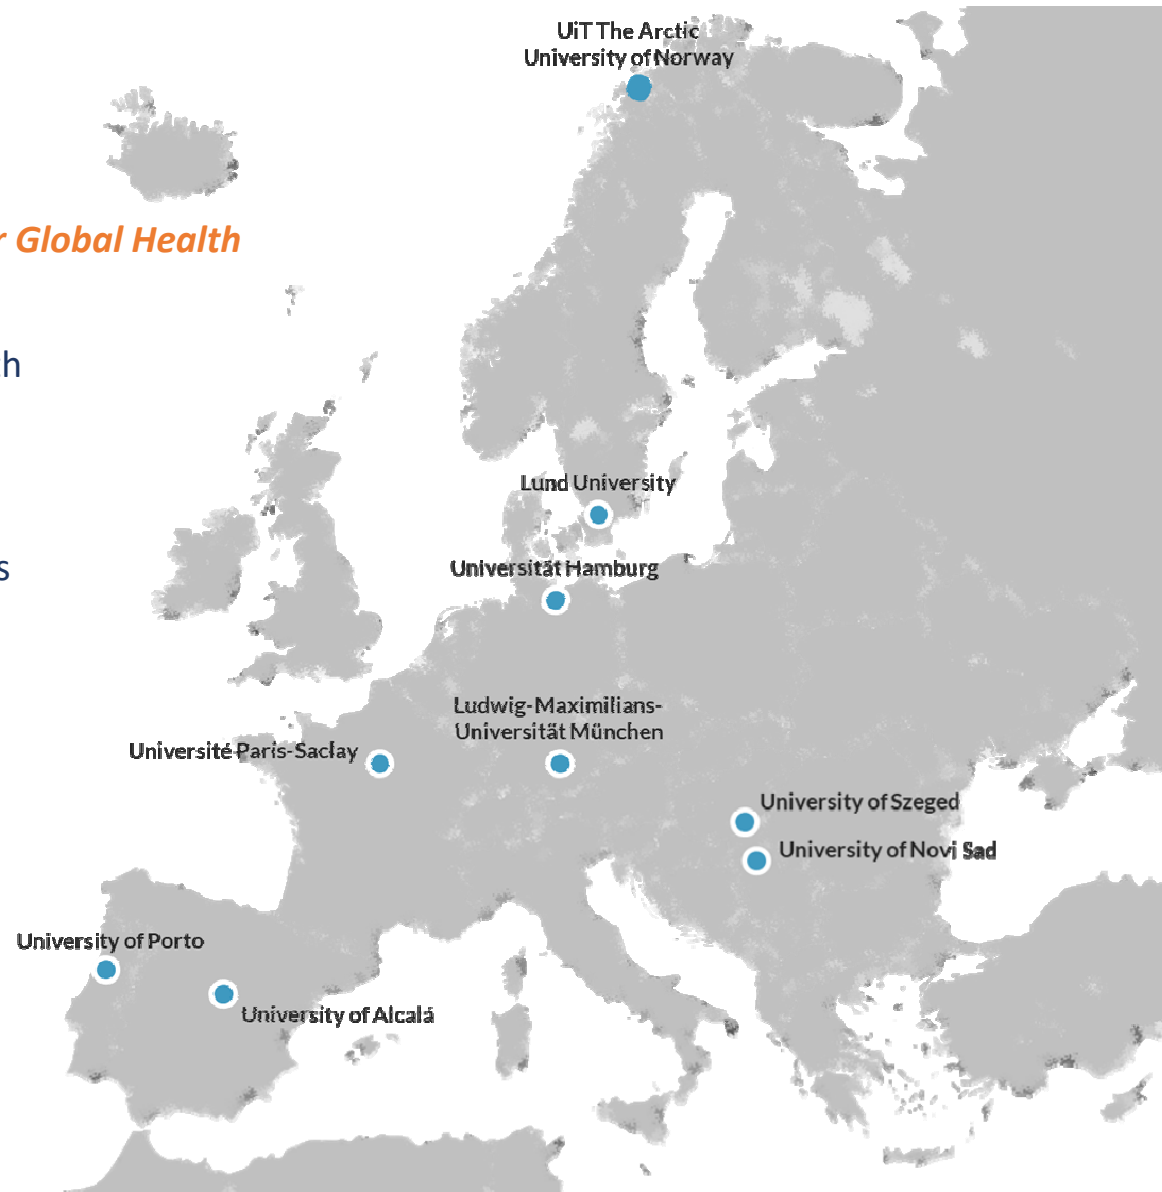 UiT The Arctic
University of Norway
r Global Health
th
Lund University
s
Universität Hamburg
Ludwig-Maximilians-
Universität München
Université Paris-Saclay
University of Szeged
University of Novi Sad
University of Porto
University of Alcalá